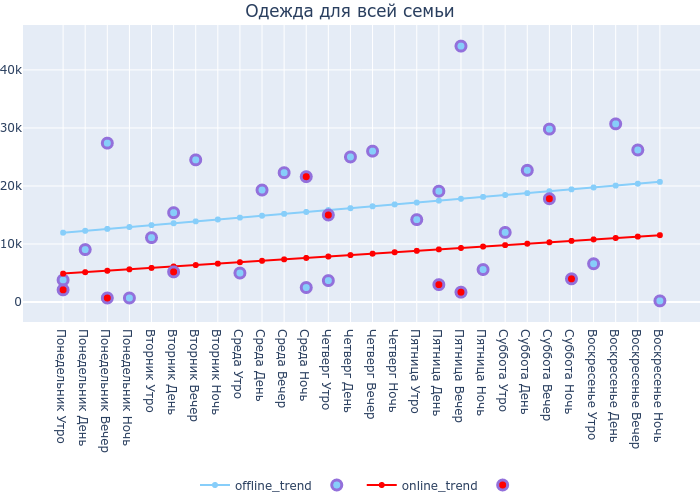 Одежда для всей семьи
40k
30k
20k
10k
0
Понедельник Утро
Понедельник День
Понедельник Вечер
Понедельник Ночь
Вторник Утро
Вторник День
Вторник Вечер
Вторник Ночь
Среда Утро
Среда День
Среда Вечер
Среда Ночь
Четверг Утро
Четверг День
Четверг Вечер
Четверг Ночь
Пятница Утро
Пятница День
Пятница Вечер
Пятница Ночь
Суббота Утро
Суббота День
Суббота Вечер
Суббота Ночь
Воскресенье Утро
Воскресенье День
Воскресенье Вечер
Воскресенье Ночь
offline_trend
online_trend